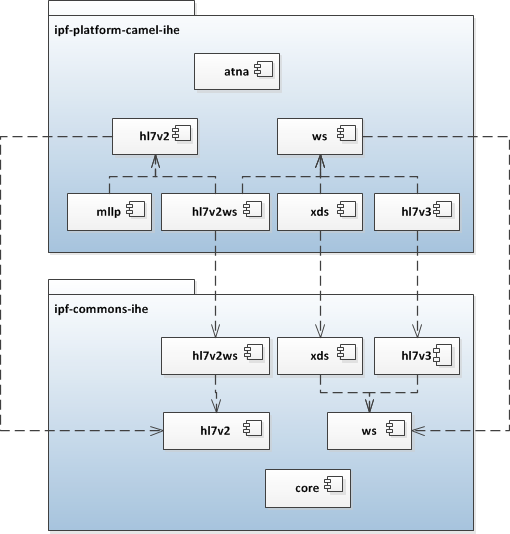 ipf-platform-camel-ihe
atna
hl7v2
ws
mllp
hl7v2ws
xds
hl7v3
ipf-commons-ihe
hl7v2ws
xds
hl7v3
hl7v2
ws
core